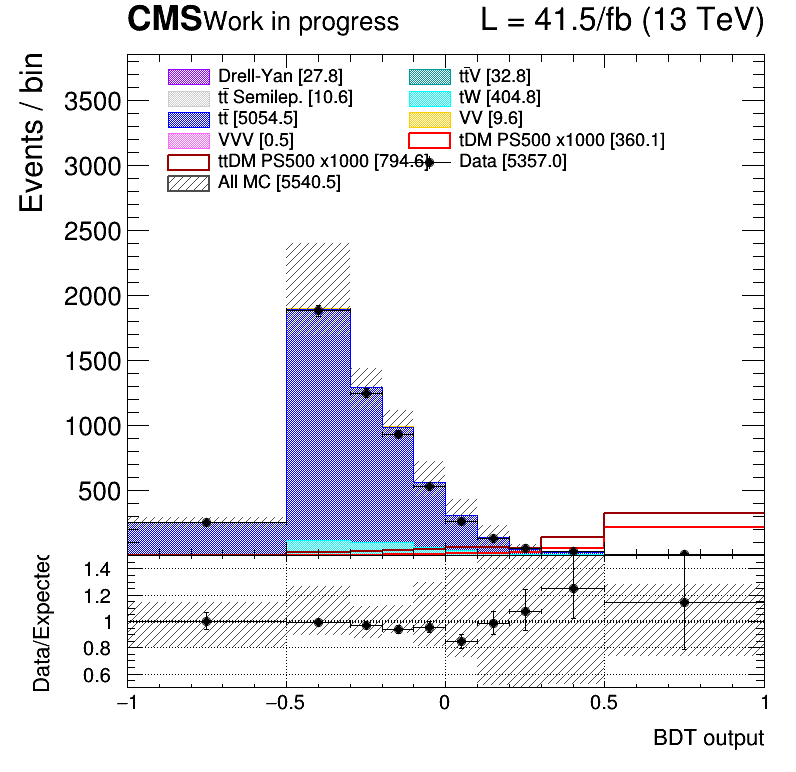 CMS Work in progress L = 41.5/fb (13 TeV)
Events / bin
3500
3000
2500
2000
1500
1000
500
Drell-Yan [27.8] tt̄V [32.8]
tt̄ Semilep. [10.6] tW [404.8]
tt̄ [5054.5] VV [9.6]
VVV [0.5] tDM PS500 x1000 [360.1]
ttDM PS500 x1000 [794.6] Data [5357.0]
All MC [5540.5]
Data/Expected
1.4
1.2
1
0.8
0.6
−1 −0.5 0 0.5 1
BDT output